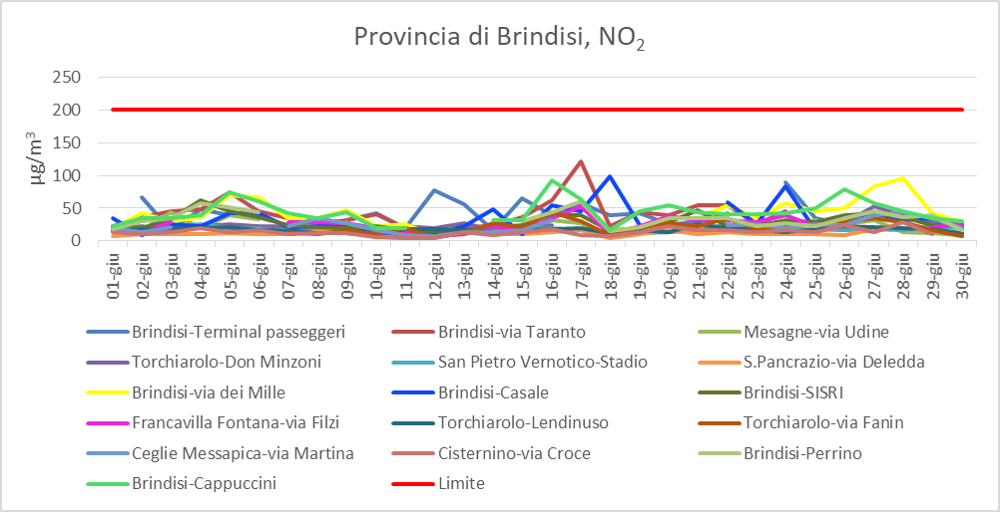 Provincia di Brindisi, NO2
250
200
150
100
50
0
µg/m³
01-giu 02-giu 03-giu 04-giu 05-giu 06-giu 07-giu 08-giu 09-giu 10-giu 11-giu 12-giu 13-giu 14-giu 15-giu 16-giu 17-giu 18-giu 19-giu 20-giu 21-giu 22-giu 23-giu 24-giu 25-giu 26-giu 27-giu 28-giu 29-giu 30-giu
Brindisi-Terminal passeggeri Brindisi-via Taranto Mesagne-via Udine
Torchiarolo-Don Minzoni San Pietro Vernotico-Stadio S.Pancrazio-via Deledda
Brindisi-via dei Mille Brindisi-Casale Brindisi-SISRI
Francavilla Fontana-via Filzi Torchiarolo-Lendinuso Torchiarolo-via Fanin
Ceglie Messapica-via Martina Cisternino-via Croce Brindisi-Perrino
Brindisi-Cappuccini Limite